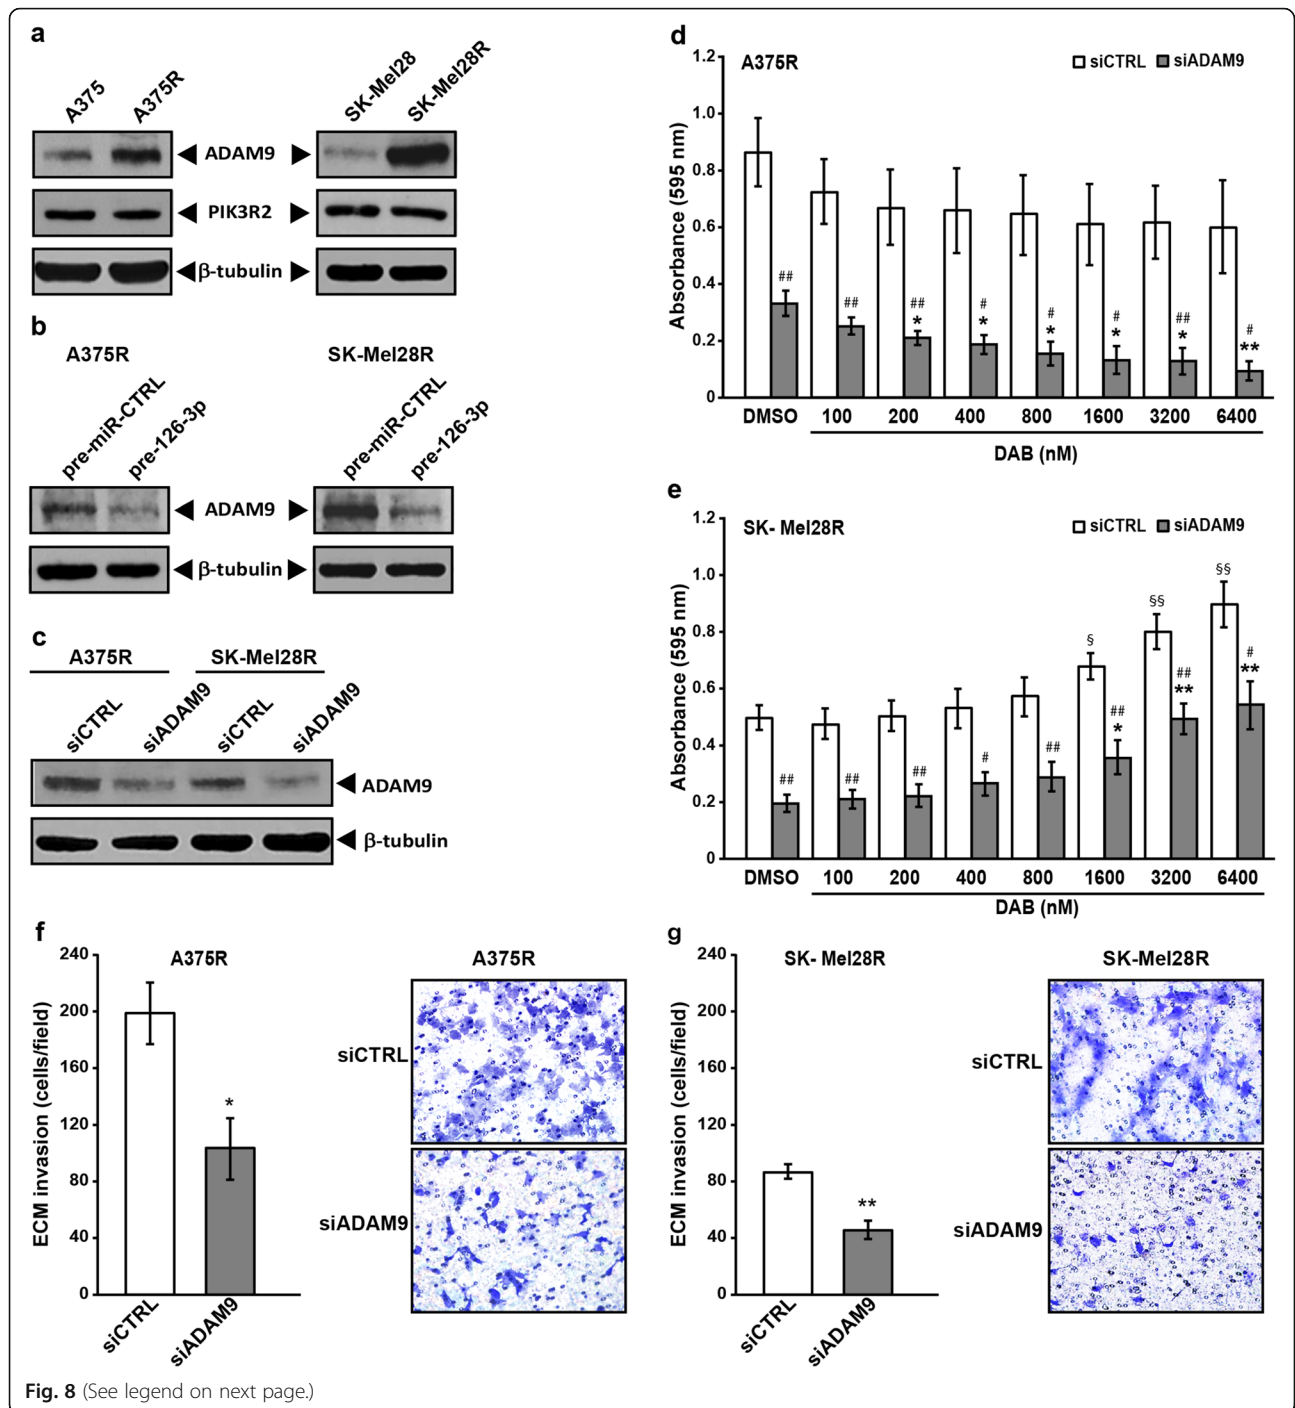 a
A375
A375R
SK-Mel28
SK-Mel28R
ADAM9
PIK3R2
β-tubulin
b
A375R
SK-Mel28R
pre-miR-CTRL
pre-126-3p
pre-miR-CTRL
pre-126-3p
ADAM9
β-tubulin
c
A375R
SK-Mel28R
siCTRL
siADAM9
siCTRL
siADAM9
ADAM9
β-tubulin
d
A375R
siCTRL siADAM9
Absorbance (595 nm)
1.2
1.0
0.8
0.6
0.4
0.2
0
##
##
##
*
#
*
#
*
#
*
##
*
#
**
DMSO 100 200 400 800 1600 3200 6400
DAB (nM)
e
SK- Mel28R
siCTRL siADAM9
Absorbance (595 nm)
1.2
1.0
0.8
0.6
0.4
0.2
0
##
##
##
#
##
§
##
*
§§
##
**
§§
#
**
DMSO 100 200 400 800 1600 3200 6400
DAB (nM)
f
A375R
ECM invasion (cells/field)
240
200
160
120
80
40
0
*
siCTRL
siADAM9
A375R
siCTRL
siADAM9
g
SK- Mel28R
ECM invasion (cells/field)
240
200
160
120
80
40
0
**
siCTRL
siADAM9
SK-Mel28R
siCTRL
siADAM9
Fig. 8 (See legend on next page.)